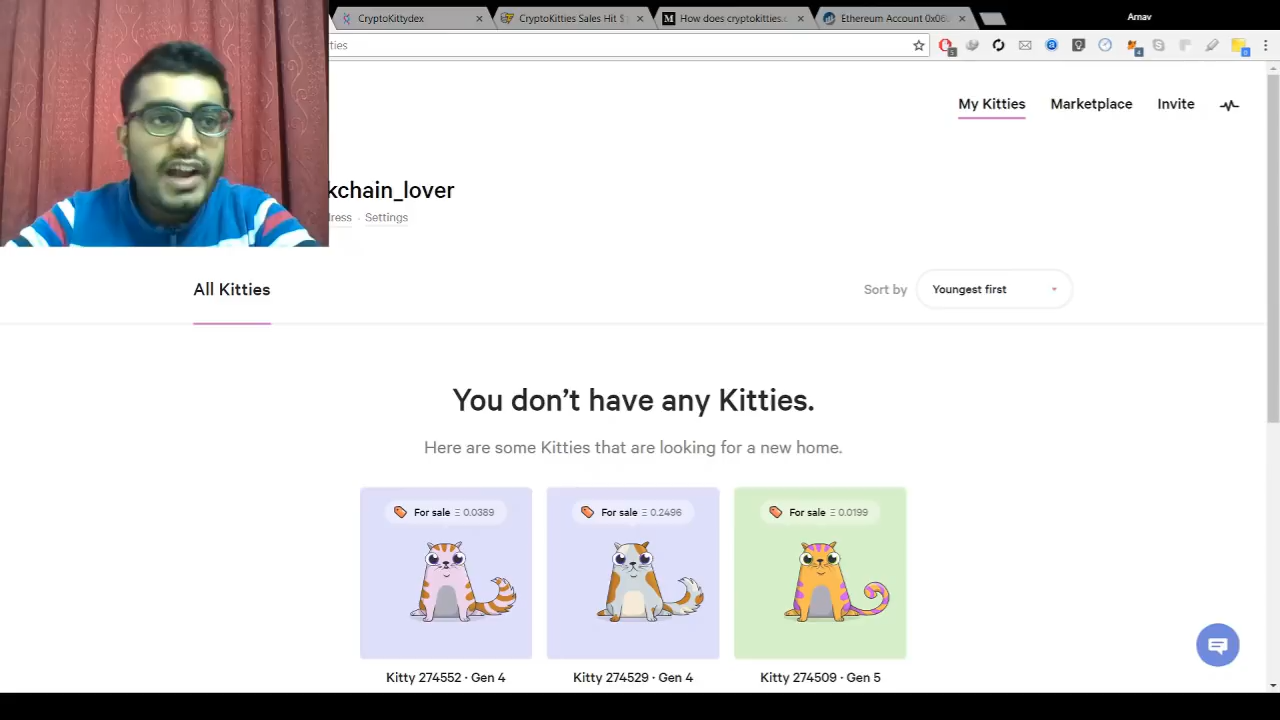 CryptoKittydex
CryptoKitties Sales Hit $
How does cryptokitties.c
Ethereum Account 0x06
Arnav
ties
My Kitties
Marketplace
Invite
kchain_lover
ress · Settings
All Kitties
Sort by
Youngest first
You don't have any Kitties.
Here are some Kitties that are looking for a new home.
For sale Ξ 0.0389
For sale Ξ 0.2496
For sale Ξ 0.0199
Kitty 274552 · Gen 4
Kitty 274529 · Gen 4
Kitty 274509 · Gen 5